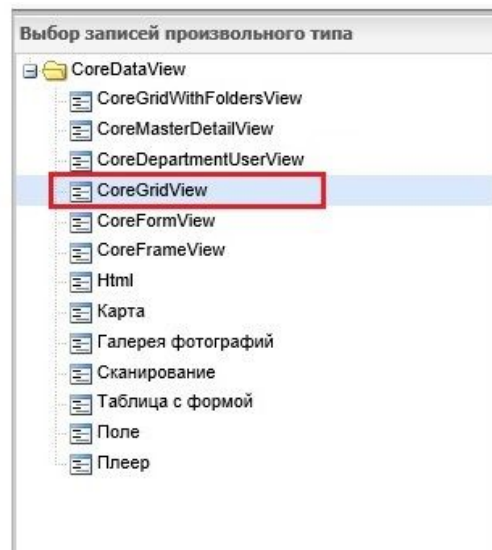 Выбор записей произвольного типа
CoreDataView
CoreGridWithFoldersView
CoreMasterDetailView
CoreDepartmentUserView
CoreGridView
CoreFormView
CoreFrameView
Html
Карта
Галерея фотографий
Сканирование
Таблица с формой
Поле
Плеер